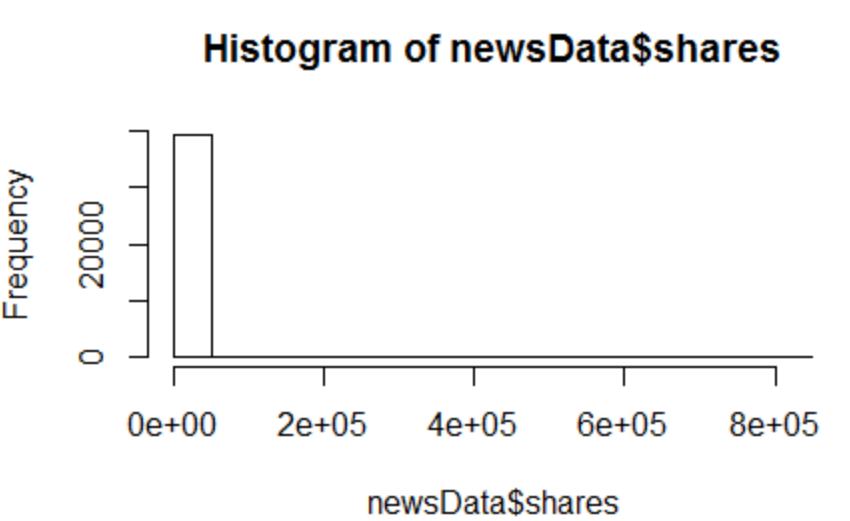 Histogram of newsData$shares
Frequency
20000
0
0e+00 2e+05 4e+05 6e+05 8e+05
newsData$shares